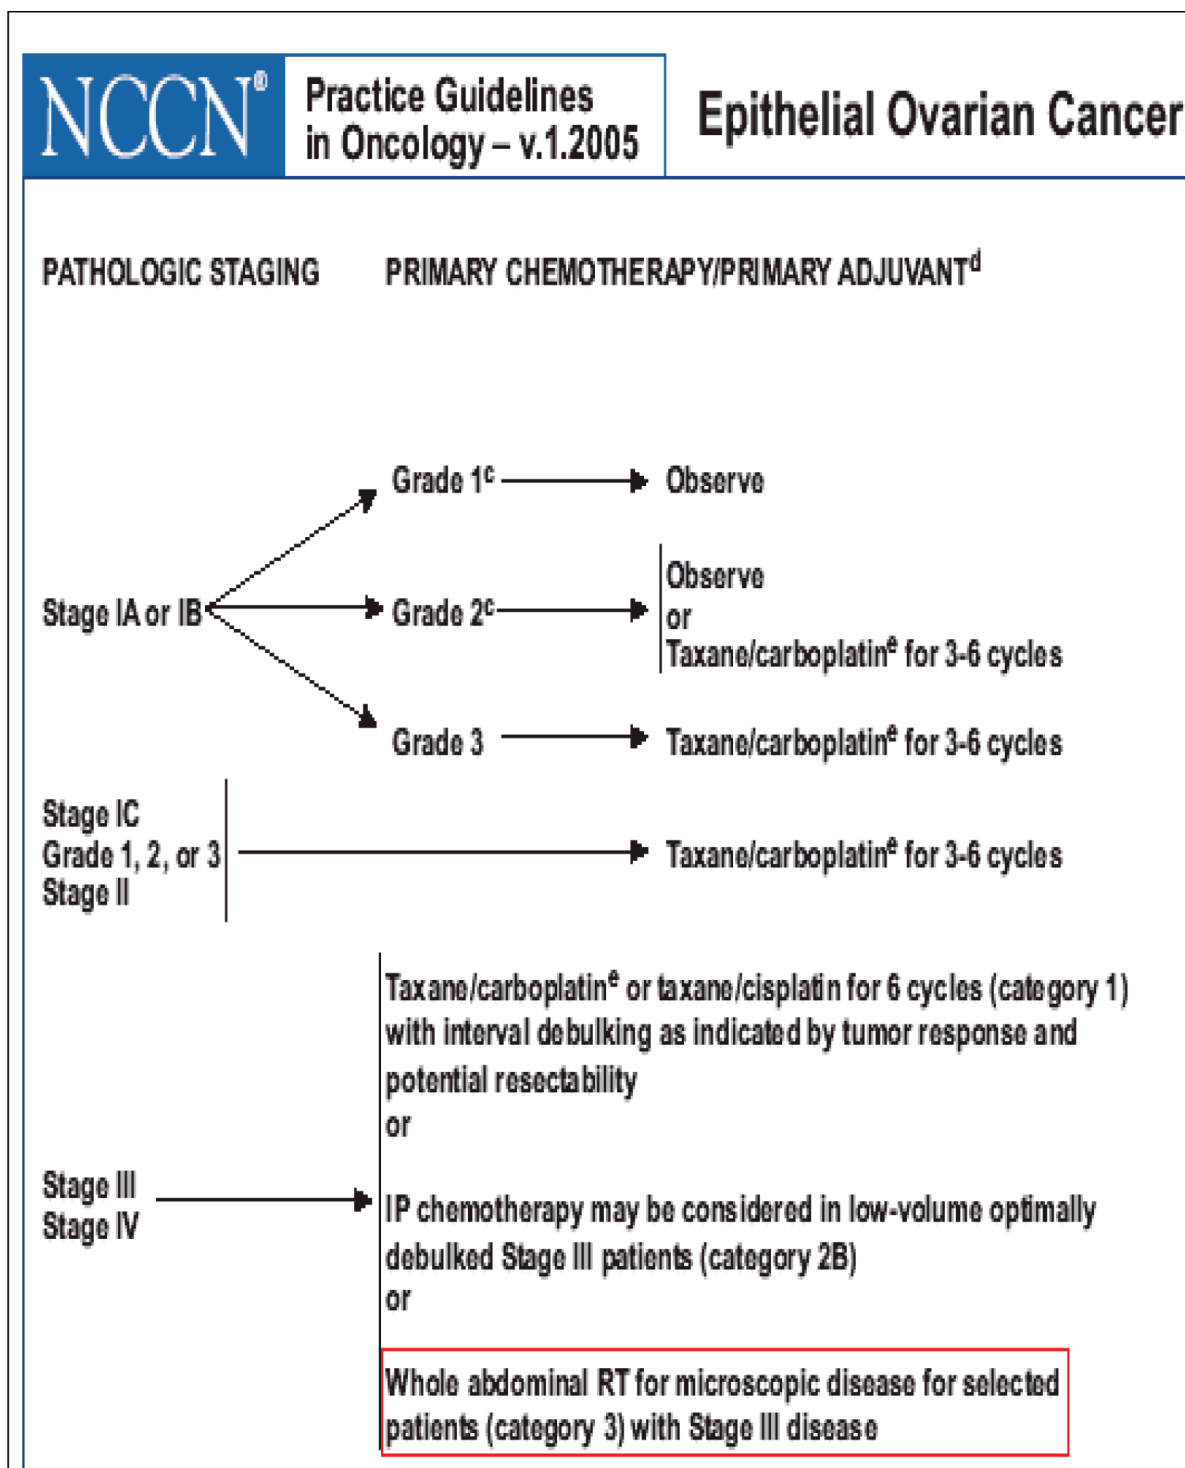 NCCN®
Practice Guidelines
in Oncology – v.1.2005
Epithelial Ovarian Cancer
PATHOLOGIC STAGING
PRIMARY CHEMOTHERAPY/PRIMARY ADJUVANTᵈ
Stage IA or IB
Grade 1ᶜ
Observe
Grade 2ᶜ
Observe
or
Taxane/carboplatinᵉ for 3-6 cycles
Grade 3
Taxane/carboplatinᵉ for 3-6 cycles
Stage IC
Grade 1, 2, or 3
Stage II
Taxane/carboplatinᵉ for 3-6 cycles
Stage III
Stage IV
Taxane/carboplatinᵉ or taxane/cisplatin for 6 cycles (category 1)
with interval debulking as indicated by tumor response and
potential resectability
or
IP chemotherapy may be considered in low-volume optimally
debulked Stage III patients (category 2B)
or
Whole abdominal RT for microscopic disease for selected
patients (category 3) with Stage III disease